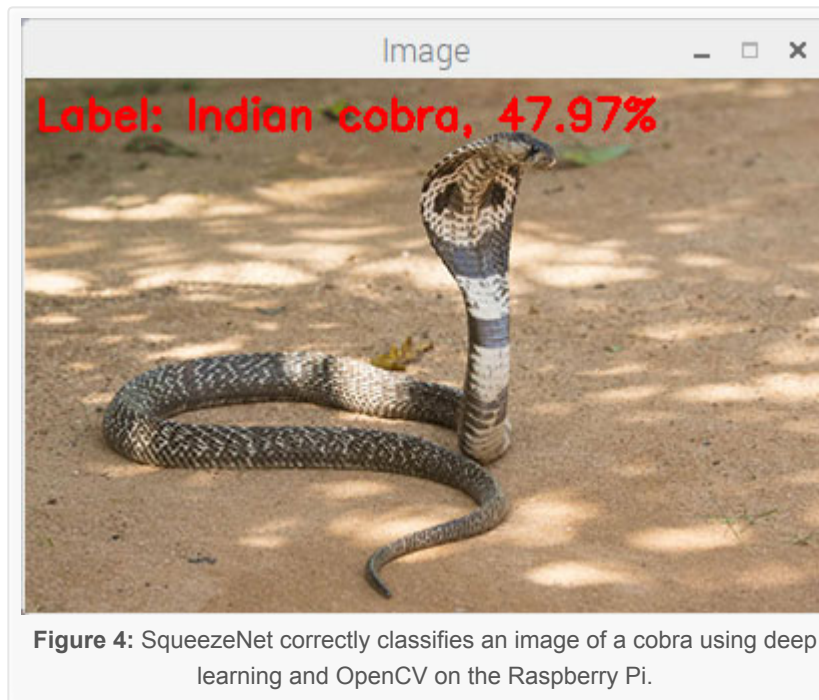 Image
Label: Indian cobra, 47.97%
Figure 4: SqueezeNet correctly classifies an image of a cobra using deep
learning and OpenCV on the Raspberry Pi.